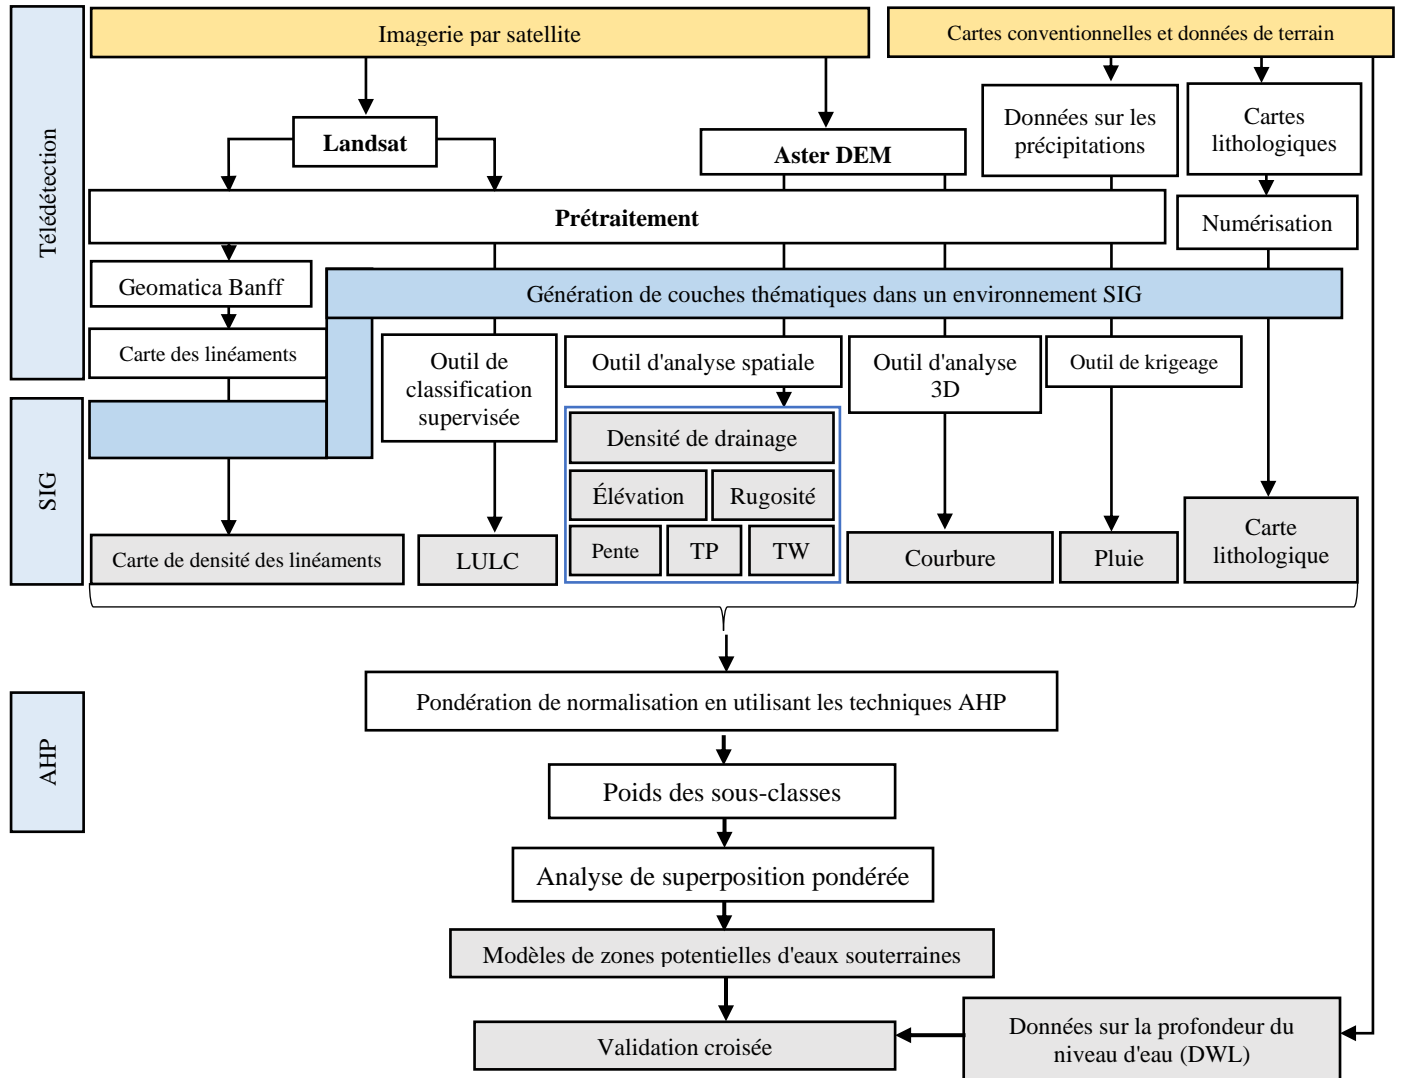 Imagerie par satellite
Cartes conventionnelles et données de terrain
Télédétection
Landsat
Aster DEM
Données sur les
précipitations
Cartes
lithologiques
Prétraitement
Numérisation
Geomatica Banff
Génération de couches thématiques dans un environnement SIG
Carte des linéaments
Outil de
classification
supervisée
Outil d'analyse spatiale
Outil d'analyse
3D
Outil de krigeage
SIG
Densité de drainage
Élévation
Rugosité
Pente
TP
TW
Carte de densité des linéaments
LULC
Courbure
Pluie
Carte
lithologique
AHP
Pondération de normalisation en utilisant les techniques AHP
Poids des sous-classes
Analyse de superposition pondérée
Modèles de zones potentielles d'eaux souterraines
Validation croisée
Données sur la profondeur du
niveau d'eau (DWL)